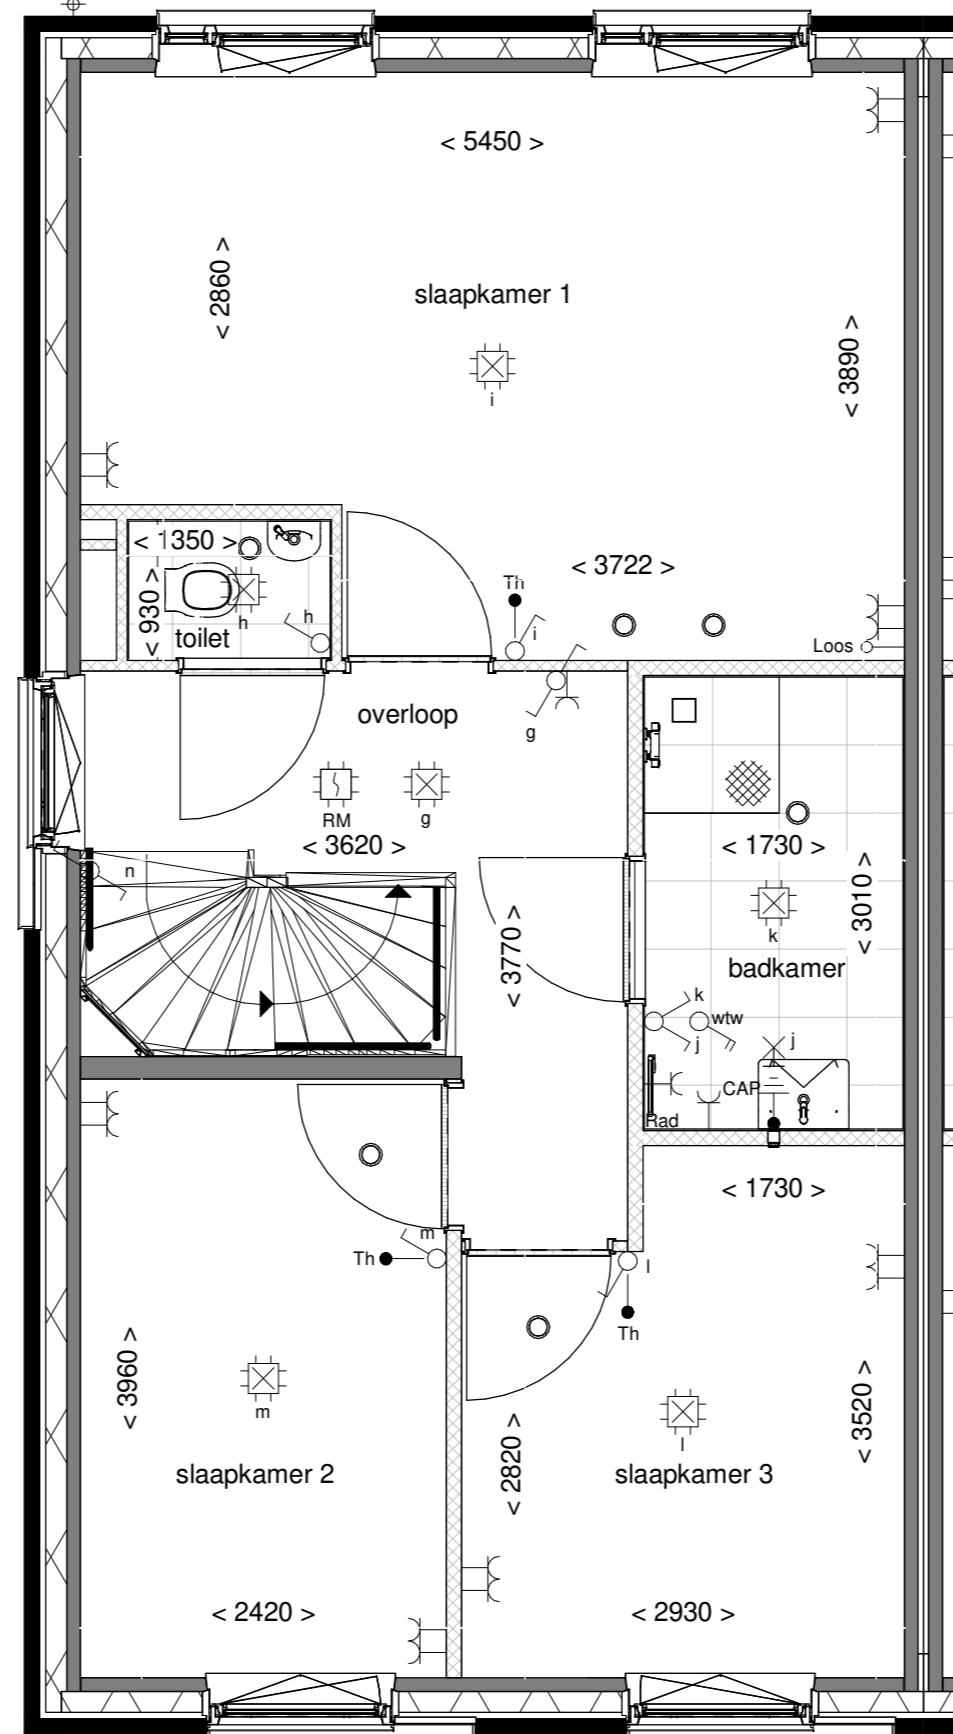 < 5450 >
< 2860 >
slaapkamer 1
< 3890 >
i
< 1350 >
< 3722 >
Th
< 930 >
h
h
i
toilet
Loos
overloop
g
RM
g
< 3620 >
< 1730 >
n
< 3010 >
< 3770 >
k
badkamer
k
wtw
j
j
CAP
Rad
< 1730 >
m
Th
l
Th
< 3960 >
m
l
< 3520 >
< 2820 >
slaapkamer 2
slaapkamer 3
< 2420 >
< 2930 >